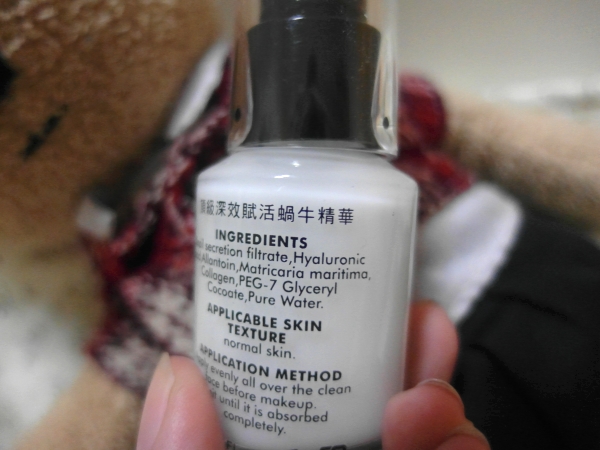 頂級深效賦活蝸牛精華
INGREDIENTS
secretion filtrate,Hyaluronic
Allantoin,Matricaria maritima,
Collagen,PEG-7 Glyceryl
Cocoate,Pure Water.
APPLICABLE SKIN
TEXTURE
normal skin.
APPLICATION METHOD
evenly all over the clean
before makeup.
until it is absorbed
completely.